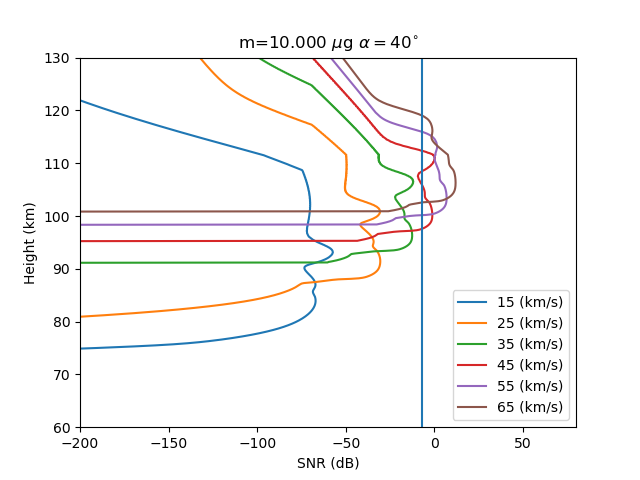 m=10.000 μg α = 40°
130
120
110
100
90
80
70
60
Height (km)
−200
−150
−100
−50
0
50
SNR (dB)
15 (km/s)
25 (km/s)
35 (km/s)
45 (km/s)
55 (km/s)
65 (km/s)